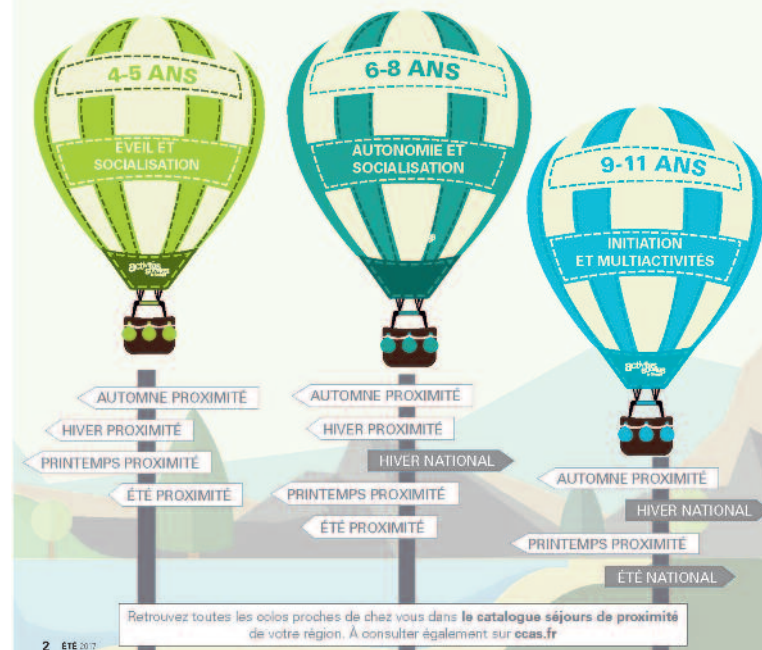 4-5 ANS
ÉVEIL ET
SOCIALISATION
AUTOMNE PROXIMITÉ
HIVER PROXIMITÉ
PRINTEMPS PROXIMITÉ
ÉTÉ PROXIMITÉ
6-8 ANS
AUTONOMIE ET
SOCIALISATION
AUTOMNE PROXIMITÉ
HIVER PROXIMITÉ
HIVER NATIONAL
PRINTEMPS PROXIMITÉ
ÉTÉ PROXIMITÉ
9-11 ANS
INITIATION
ET MULTIACTIVITÉS
AUTOMNE PROXIMITÉ
HIVER NATIONAL
PRINTEMPS PROXIMITÉ
ÉTÉ NATIONAL
Retrouvez toutes les colos proches de chez vous dans le catalogue séjours de proximité
de votre région. À consulter également sur ccas.fr
2 ÉTÉ 2017